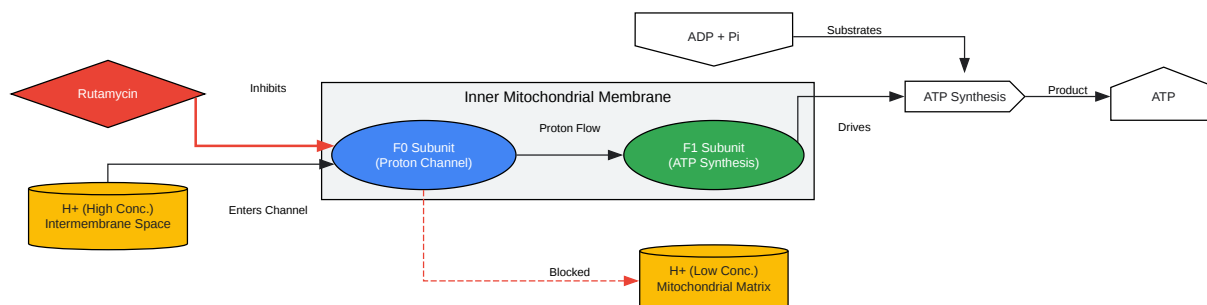 ADP + Pi
Substrates
Rutamycin
Inhibits
Inner Mitochondrial Membrane
ATP Synthesis
Product
ATP
F0 Subunit
(Proton Channel)
Proton Flow
F1 Subunit
(ATP Synthesis)
Drives
H+ (High Conc.)
Intermembrane Space
Enters Channel
Blocked
H+ (Low Conc.)
Mitochondrial Matrix